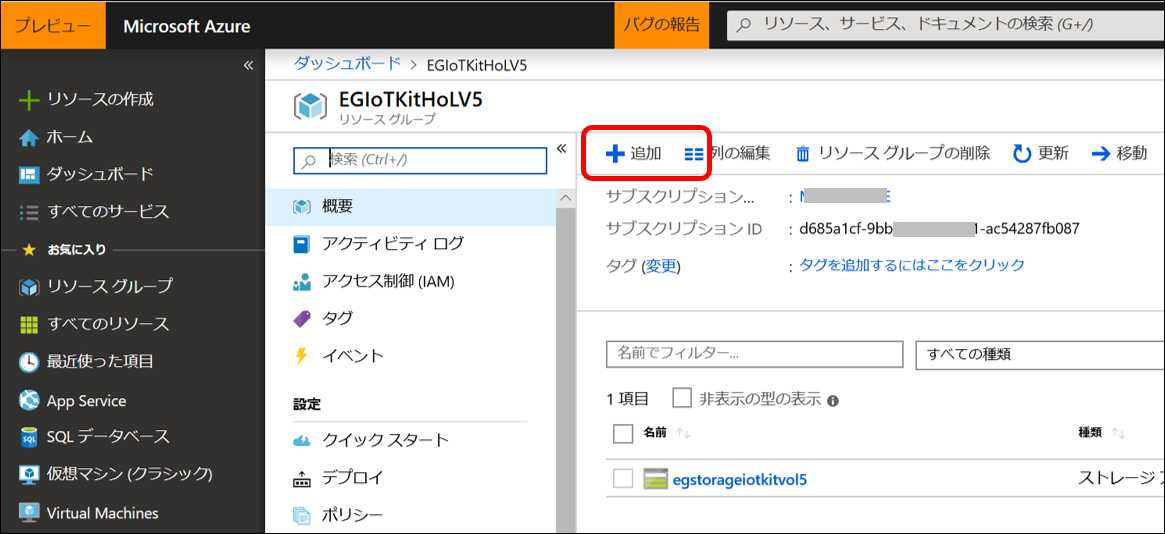 プレビュー Microsoft Azure バグの報告 リソース、サービス、ドキュメントの検索 (G+/)
«
リソースの作成
ホーム
ダッシュボード
すべてのサービス
お気に入り
リソース グループ
すべてのリソース
最近使った項目
App Service
SQL データベース
仮想マシン (クラシック)
Virtual Machines
ダッシュボード > EGIoTKitHoLV5
EGIoTKitHoLV5
リソース グループ
検索 (Ctrl+/)
«
概要
アクティビティ ログ
アクセス制御 (IAM)
タグ
イベント
設定
クイック スタート
デプロイ
ポリシー
追加 列の編集 リソース グループの削除 更新 移動
サブスクリプション... :
サブスクリプション ID : d685a1cf-9bb 1-ac54287fb087
タグ (変更) : タグを追加するにはここをクリック
名前でフィルター... すべての種類
1 項目 非表示の型の表示
名前 ↑↓ 種類 ↑↓
egstorageiotkitvol5 ストレージ